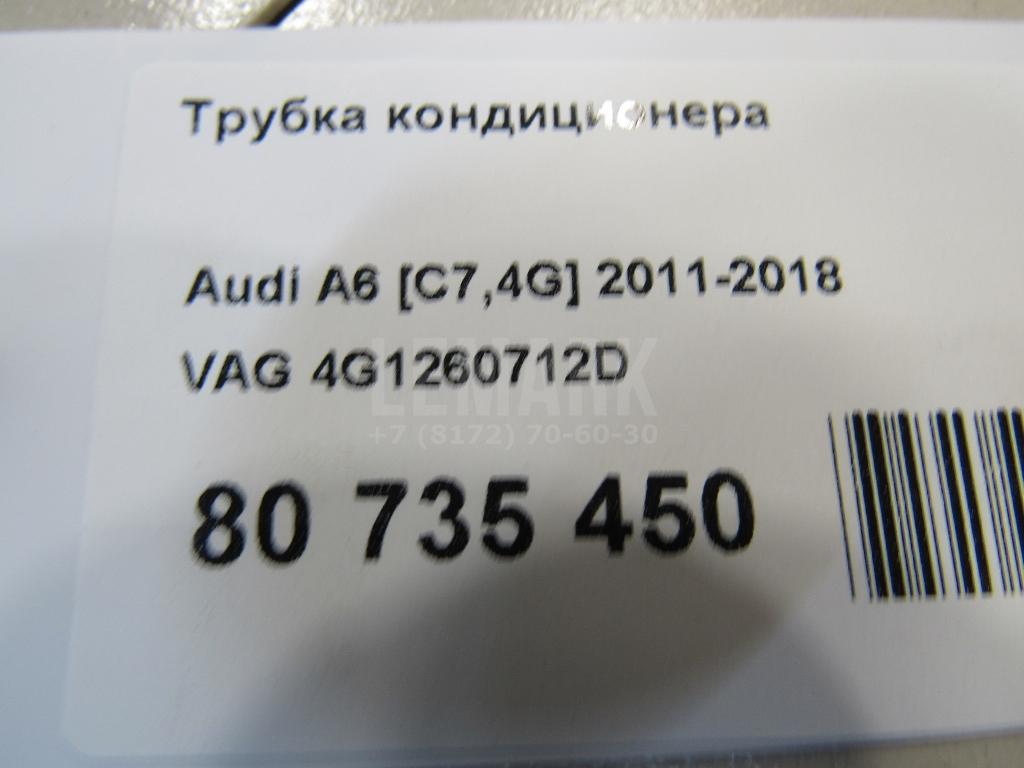 Трубка кондиционера
Audi A6 [C7,4G] 2011-2018
VAG 4G1260712D
LEMARK
+7 (8172) 70-60-30
80 735 450